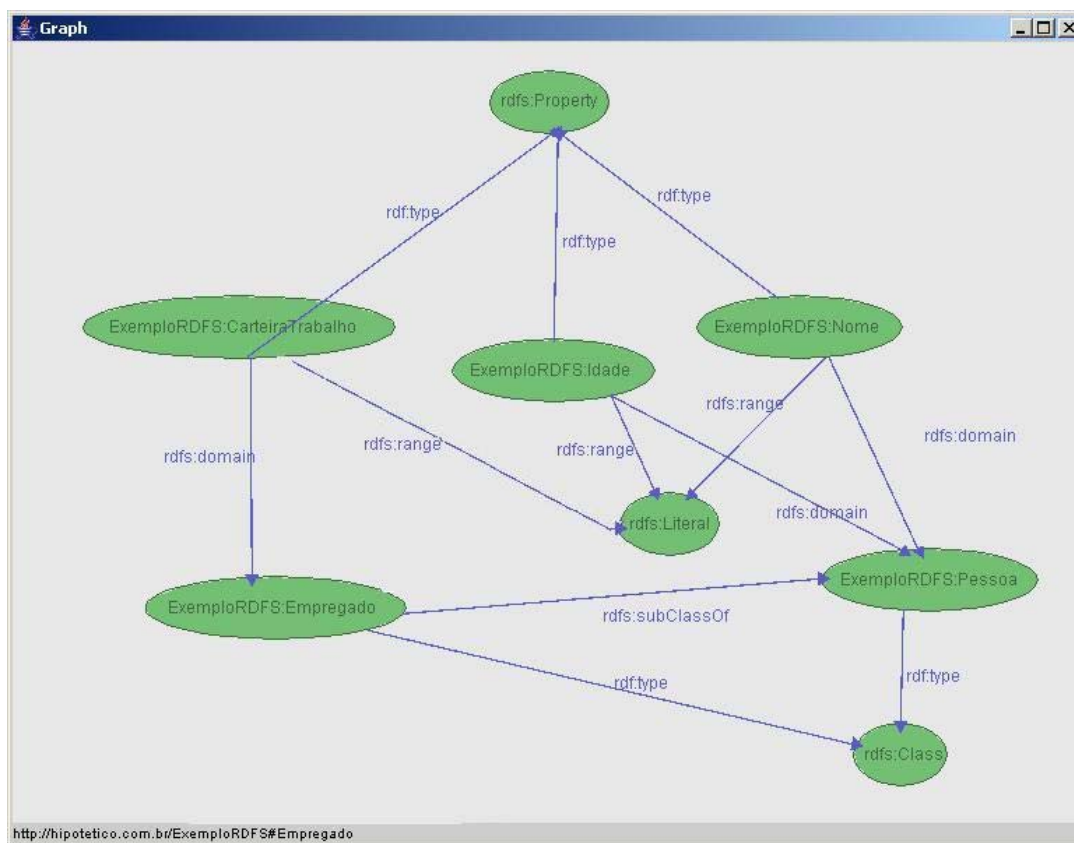 Graph
rdfs:Property
rdf:type
rdf:type
rdf:type
ExemploRDFS:CarteiraTrabalho
ExemploRDFS:Nome
ExemploRDFS:Idade
rdfs:range
rdfs:domain
rdfs:range
rdfs:range
rdfs:domain
rdfs:domain
rdfs:Literal
ExemploRDFS:Pessoa
ExemploRDFS:Empregado
rdfs:subClassOf
rdf:type
rdf:type
rdfs:Class
http://hipotetico.com.br/ExemploRDFS#Empregado